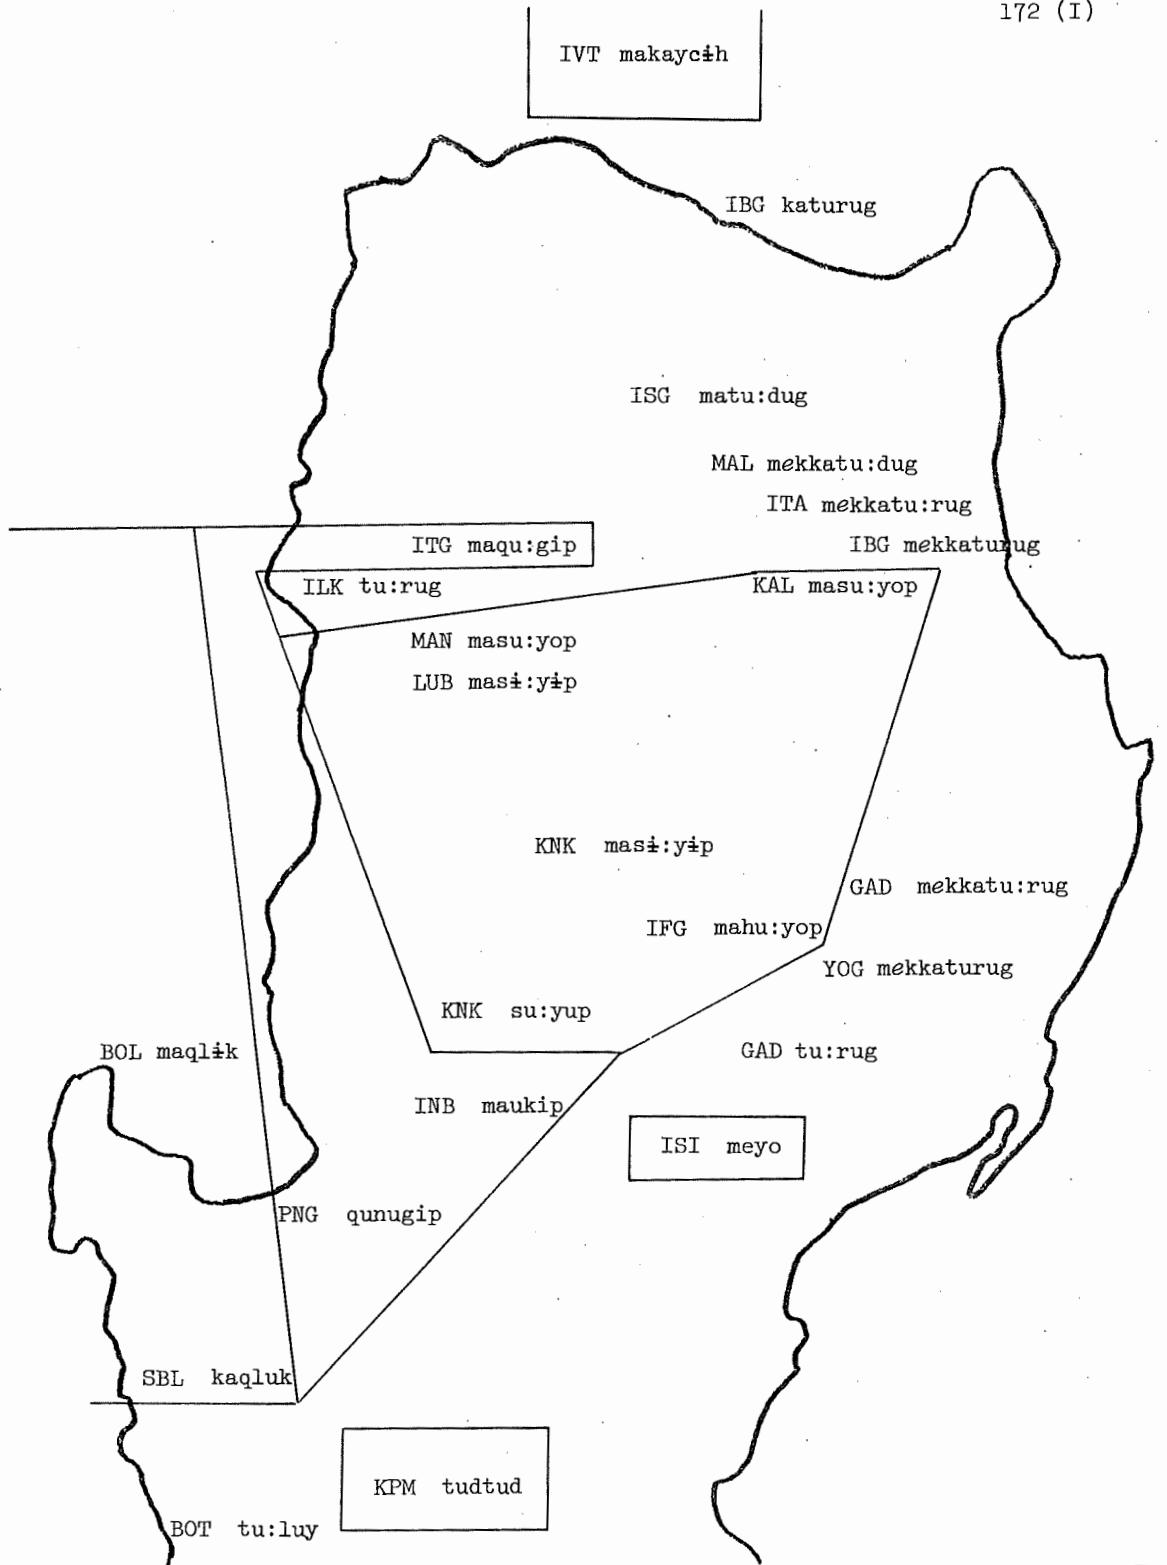 172 (I)
IVT makaycɨh
IBG katurug
ISG matu:dug
MAL mekkatu:dug
ITA mekkatu:rug
ITG maqu:gip
IBG mekkaturug
ILK tu:rug
KAL masu:yop
MAN masu:yop
LUB masɨ:yɨp
KNK masɨ:yɨp
GAD mekkatu:rug
IFG mahu:yop
YOG mekkaturug
KNK su:yup
BOL maqlɨk
GAD tu:rug
INB maukip
ISI meyo
PNG qunugip
SBL kaqluk
KPM tudtud
BOT tu:luy